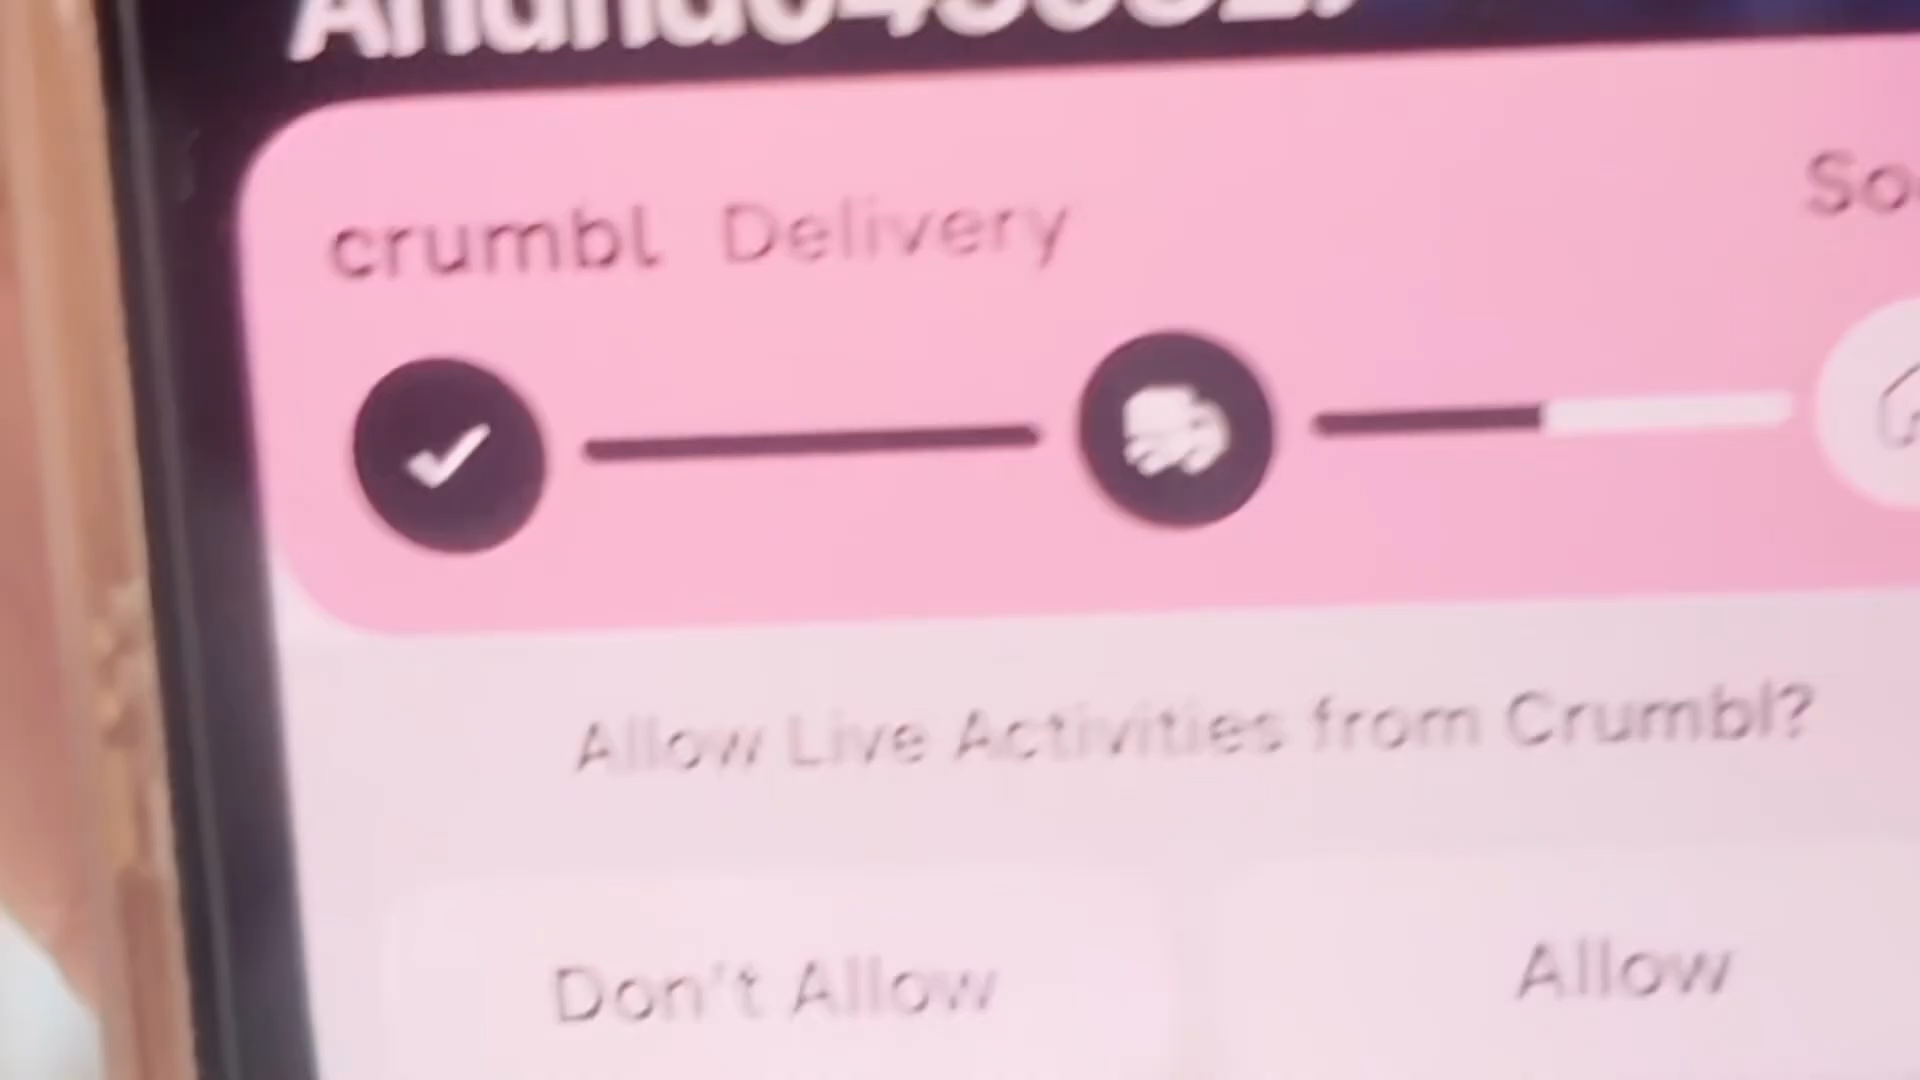 crumbl Delivery
Allow Live Activities from Crumbl?
Don't Allow
Allow